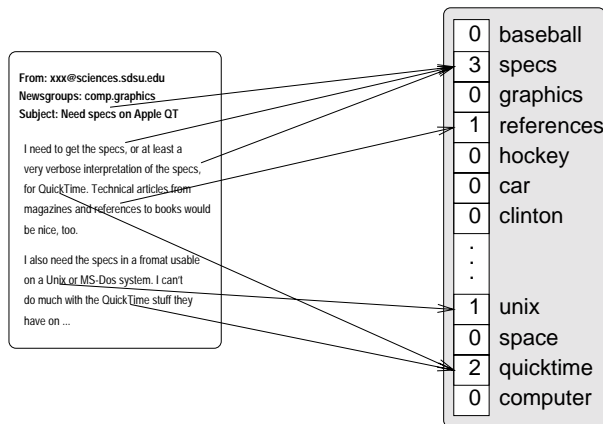 From: xxx@sciences.sdsu.edu
Newsgroups: comp.graphics
Subject: Need specs on Apple QT
I need to get the specs, or at least a
very verbose interpretation of the specs,
for QuickTime. Technical articles from
magazines and references to books would
be nice, too.
I also need the specs in a fromat usable
on a Unix or MS-Dos system. I can't
do much with the QuickTime stuff they
have on ...
0 baseball
3 specs
0 graphics
1 references
0 hockey
0 car
0 clinton
.
.
.
1 unix
0 space
2 quicktime
0 computer